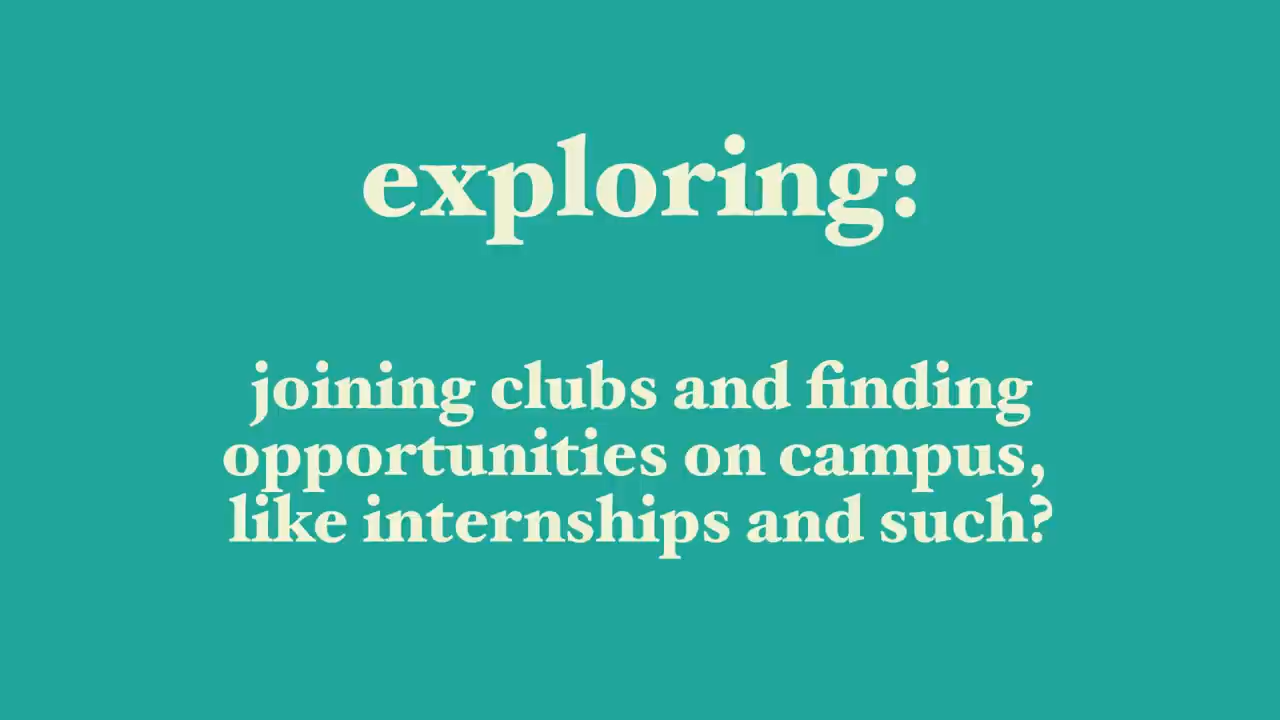 exploring:
joining clubs and finding
opportunities on campus,
like internships and such?